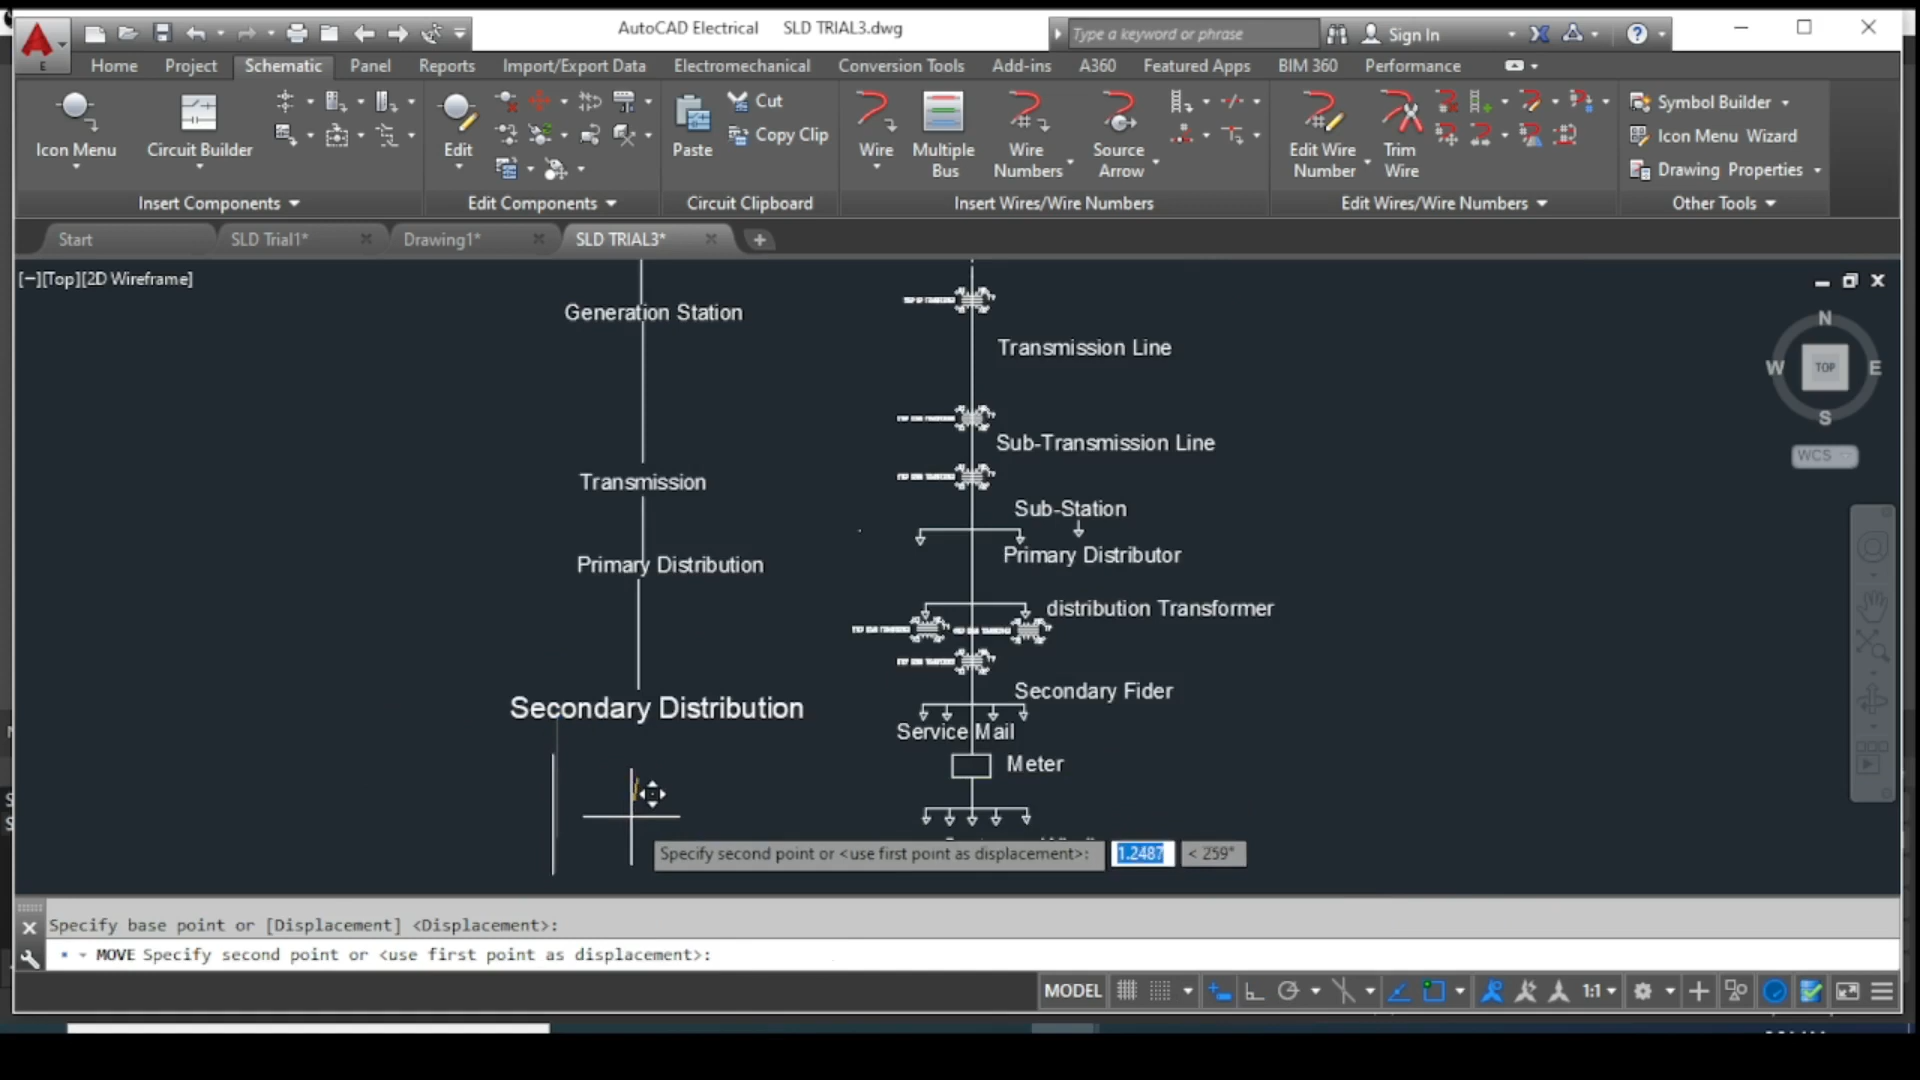 AutoCAD Electrical SLD TRIAL3.dwg
Type a keyword or phrase
Sign In
E
Home Project Schematic Panel Reports Import/Export Data Electromechanical Conversion Tools Add-ins A360 Featured Apps BIM 360 Performance
Icon Menu
Circuit Builder
Edit
Paste
Cut
Copy Clip
Wire
Multiple Bus
Wire Numbers
Source Arrow
Edit Wire Number
Trim Wire
Symbol Builder
Icon Menu Wizard
Drawing Properties
Insert Components
Edit Components
Circuit Clipboard
Insert Wires/Wire Numbers
Edit Wires/Wire Numbers
Other Tools
Start
SLD Trial1*
Drawing1*
SLD TRIAL3*
[−][Top][2D Wireframe]
N
W
TOP
E
S
WCS
Generation Station
Transmission
Primary Distribution
Secondary Distribution
Transmission Line
Sub-Transmission Line
Sub-Station
Primary Distributor
distribution Transformer
Secondary Fider
Service Mail
Meter
Specify second point or <use first point as displacement>: 1.2487 < 259°
Specify base point or [Displacement] <Displacement>:
MOVE Specify second point or <use first point as displacement>:
MODEL
1:1